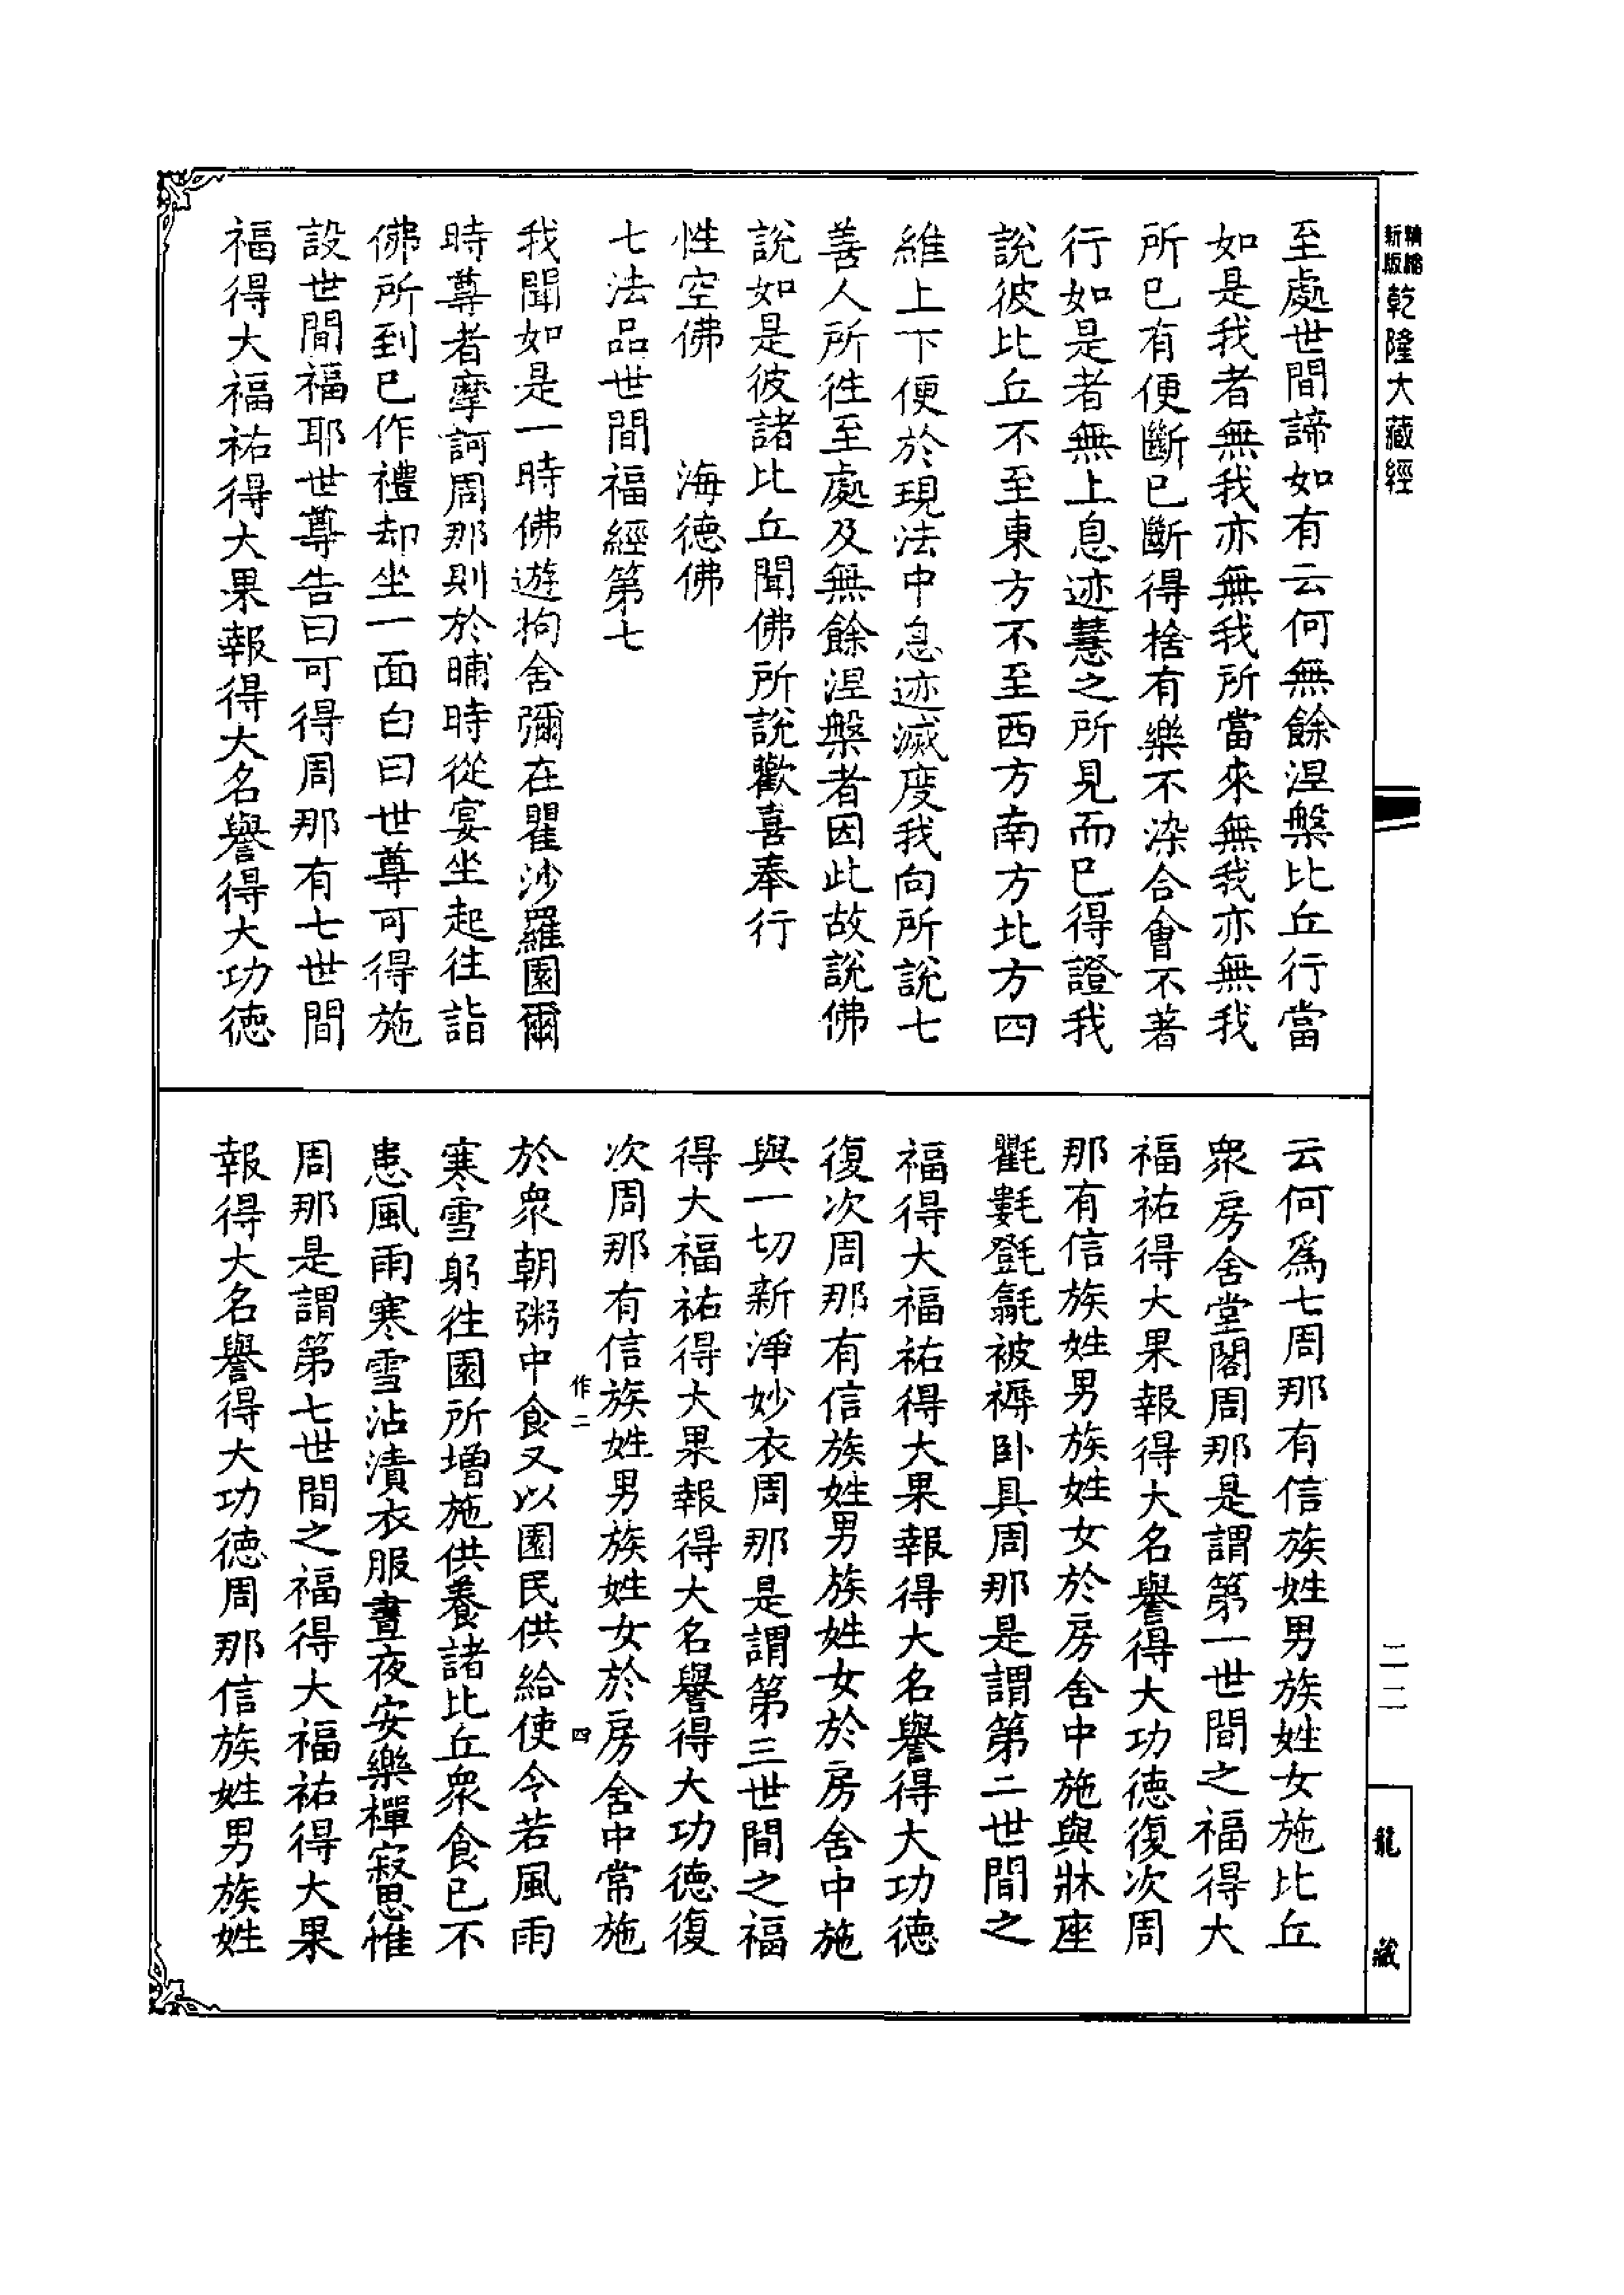 精縮新版乾隆大藏經
至處世間諦如有云何無餘涅槃比丘行當
如是我者無我亦無我所當來無我亦無我
所已有便斷已斷得捨有樂不染合會不著
行如是者無上息迹慧之所見而已得證我
說彼比丘不至東方不至西方南方北方四
維上下便於現法中息迹滅度我向所說七
善人所往至處及無餘涅槃者因此故說佛
說如是彼諸比丘聞佛所說歡喜奉行
性空佛　　海德佛
七法品世間福經第七
我聞如是一時佛遊拘舍彌在瞿沙羅園爾
時尊者摩訶周那則於晡時從宴坐起往詣
佛所到已作禮却坐一面白曰世尊可得施
設世間福耶世尊告曰可得周那有七世間
福得大福祐得大果報得大名譽得大功德
云何爲七周那有信族姓男族姓女施比丘
衆房舍堂閣周那是謂第一世間之福得大
福祐得大果報得大名譽得大功德復次周
那有信族姓男族姓女於房舍中施與牀座
氍氀毾㲪氈被褥卧具周那是謂第二世間之
福得大福祐得大果報得大名譽得大功德
復次周那有信族姓男族姓女於房舍中施
與一切新淨妙衣周那是謂第三世間之福
得大福祐得大果報得大名譽得大功德復
次周那有信族姓男族姓女於房舍中常施
作二　四
於衆朝粥中食又以園民供給使令若風雨
寒雪躬往園所增施供養諸比丘衆食已不
患風雨寒雪沾漬衣服晝夜安樂禪寂思惟
周那是謂第七世間之福得大福祐得大果
報得大名譽得大功德周那信族姓男族姓
二二
龍藏